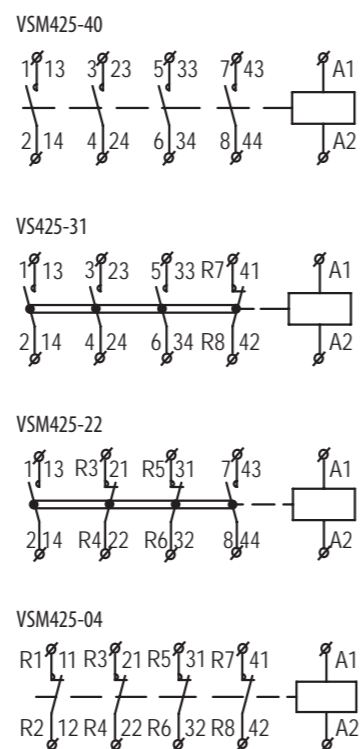 VSM425-40
1 13 3 23 5 33 7 43 A1
2 14 4 24 6 34 8 44 A2
VS425-31
1 13 3 23 5 33 R7 41 A1
2 14 4 24 6 34 R8 42 A2
VSM425-22
1 13 R3 21 R5 31 7 43 A1
2 14 R4 22 R6 32 8 44 A2
VSM425-04
R1 11 R3 21 R5 31 R7 41 A1
R2 12 R4 22 R6 32 R8 42 A2